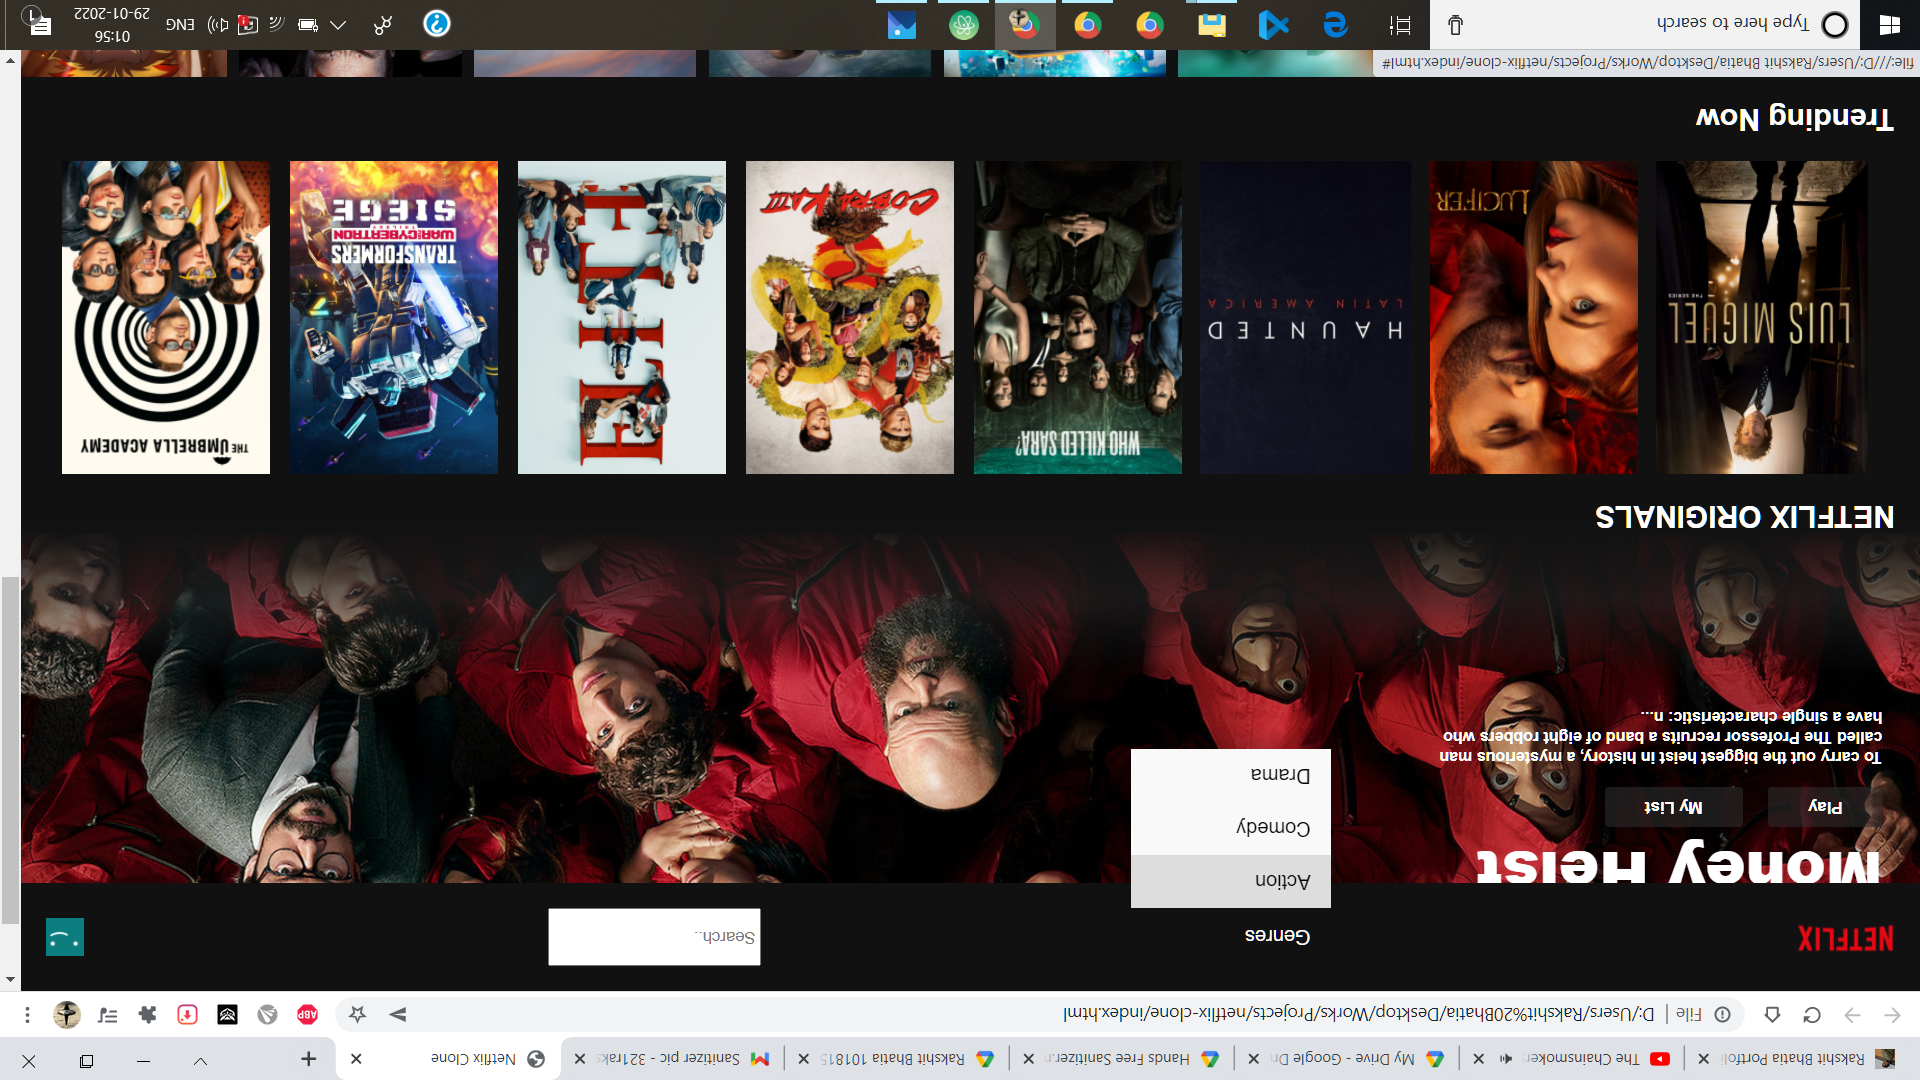 Rakshit Bhatia Portfoli
The Chainsmoker
My Drive - Google Dri
Hands Free Sanitizer.n
Rakshit Bhatia 101815
Sanitizer pic - 321raks
Netflix Clone
File | D:/Users/Rakshit%20Bhatia/Desktop/Works/Projects/netflix-clone/index.html
ABP
NETFLIX
Genres
Search..
Action
Comedy
Drama
Money Heist
Play
My List
To carry out the biggest heist in history, a mysterious man
called The Professor recruits a band of eight robbers who
have a single characteristic: n...
NETFLIX ORIGINALS
LUIS MIGUEL
THE SERIES
LUCIFER
HAUNTED
LATIN AMERICA
WHO KILLED SARA?
COBRA KAI III
ELITE
TRANSFORMERS
WAR FOR CYBERTRON
TRILOGY
SIEGE
THE UMBRELLA ACADEMY
Trending Now
file:///D:/Users/Rakshit Bhatia/Desktop/Works/Projects/netflix-clone/index.html#
Type here to search
ENG
01:56
29-01-2022
1